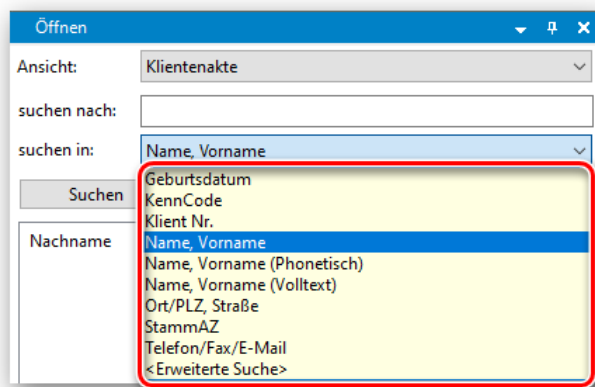 Öffnen
Ansicht: Klientenakte
suchen nach:
suchen in: Name, Vorname
Suchen
Geburtsdatum
KennCode
Klient Nr.
Nachname
Name, Vorname
Name, Vorname (Phonetisch)
Name, Vorname (Volltext)
Ort/PLZ, Straße
StammAZ
Telefon/Fax/E-Mail
<Erweiterte Suche>